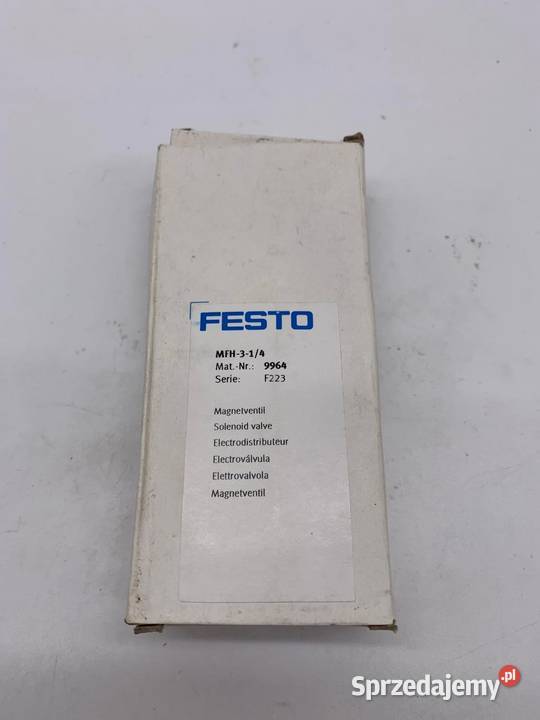 FESTO
MFH-3-1/4
Mat.-Nr.: 9964
Serie: F223
Magnetventil
Solenoid valve
Electrodistributeur
Electroválvula
Elettrovalvola
Magnetventil
Sprzedajemy.pl